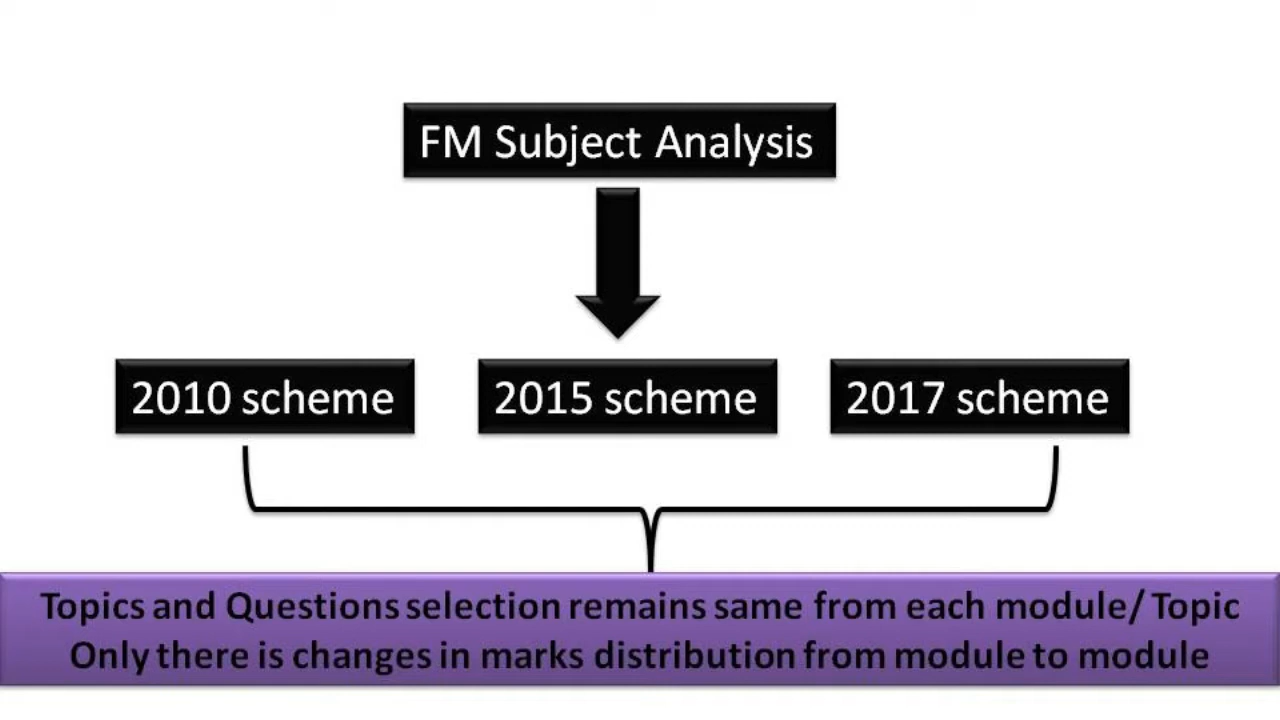 FM Subject Analysis
2010 scheme
2015 scheme
2017 scheme
Topics and Questions selection remains same from each module/ Topic
Only there is changes in marks distribution from module to module